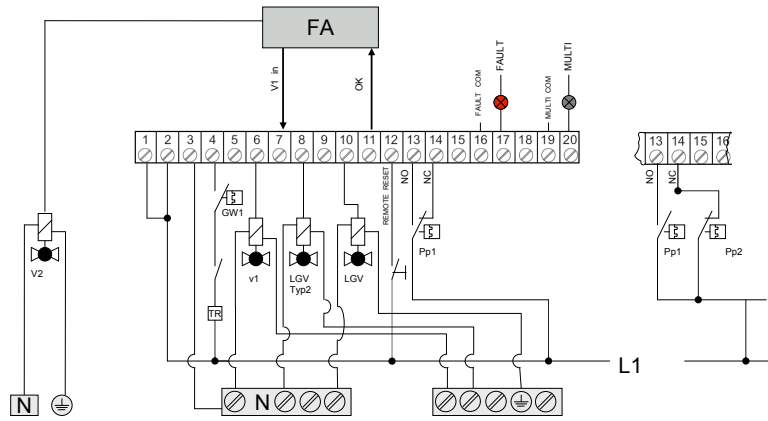 FA
V1 in
OK
FAULT COM
FAULT
MULTI COM
MULTI
1 2 3 4 5 6 7 8 9 10 11 12 13 14 15 16 17 18 19 20
13 14 15 16
REMOTE RESET
NO
NC
NO
NC
GW1
Pp1
Pp1
Pp2
V2
v1
LGV
Typ2
LGV
TR
L1
N
N